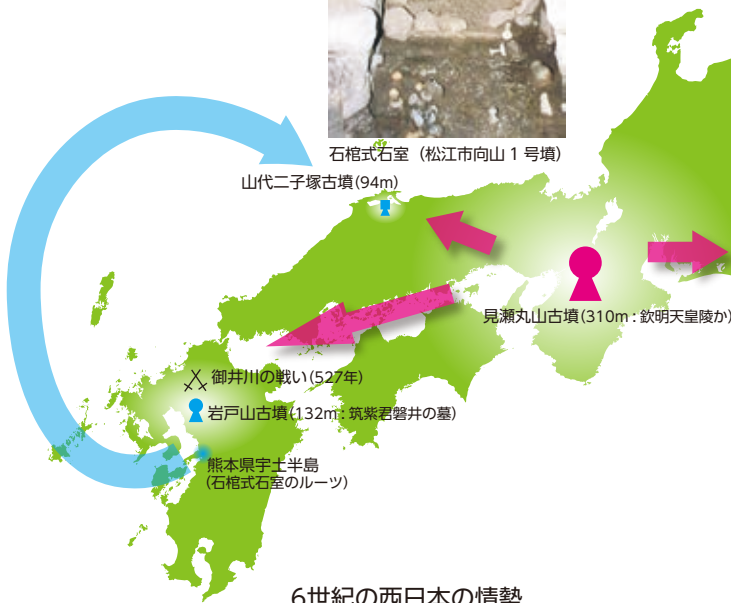 石棺式石室（松江市向山1号墳）
山代二子塚古墳(94m)
見瀬丸山古墳(310m：欽明天皇陵か)
御井川の戦い(527年)
岩戸山古墳(132m：筑紫君磐井の墓)
熊本県宇土半島
(石棺式石室のルーツ)
6世紀の西日本の情勢